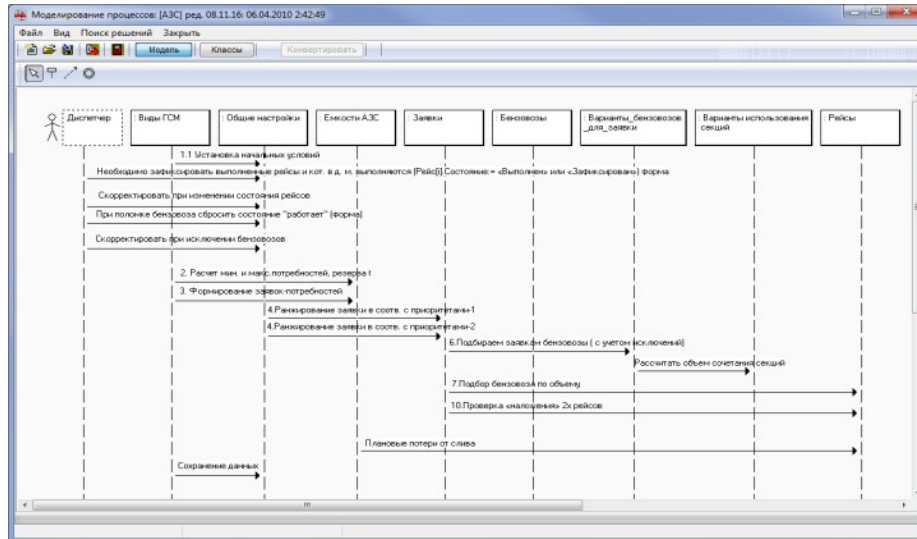 Моделирование процессов: [АЗС] ред. 08.11.16: 06.04.2010 2:42:49
Файл Вид Поиск решений Закрыть
Модель Классы Конвертировать
Диспетчер
: Виды ГСМ
: Общие настройки
: Емкости АЗС
: Заявки
: Бензовозы
: Варианты_бензовозов
_для_заявки
: Варианты использования
секций
: Рейсы
1.1 Установка начальных условий
Необходимо зафиксировать выполненные рейсы и кот. в д. м. выполняются (Рейс[i].Состояние:= «Выполнен» или «Зафиксирован») форма
Скорректировать при изменении состояния рейсов
При поломке бензовоза сбросить состояние "работает" (форма)
Скорректировать при исключении бензовозов
2. Расчет мин. и макс.потребностей, резерва t
3. Формирование заявок-потребностей
4.Ранжирование заявки в соотв. с приоритетами-1
4.Ранжирование заявки в соотв. с приоритетами-2
6.Подбираем заявкам бензовозы ( с учетом исключений)
Рассчитать объем сочетания секций
7.Подбор бензовоза по объему
10.Проверка «наложения» 2х рейсов
Плановые потери от слива
Сохранение данных